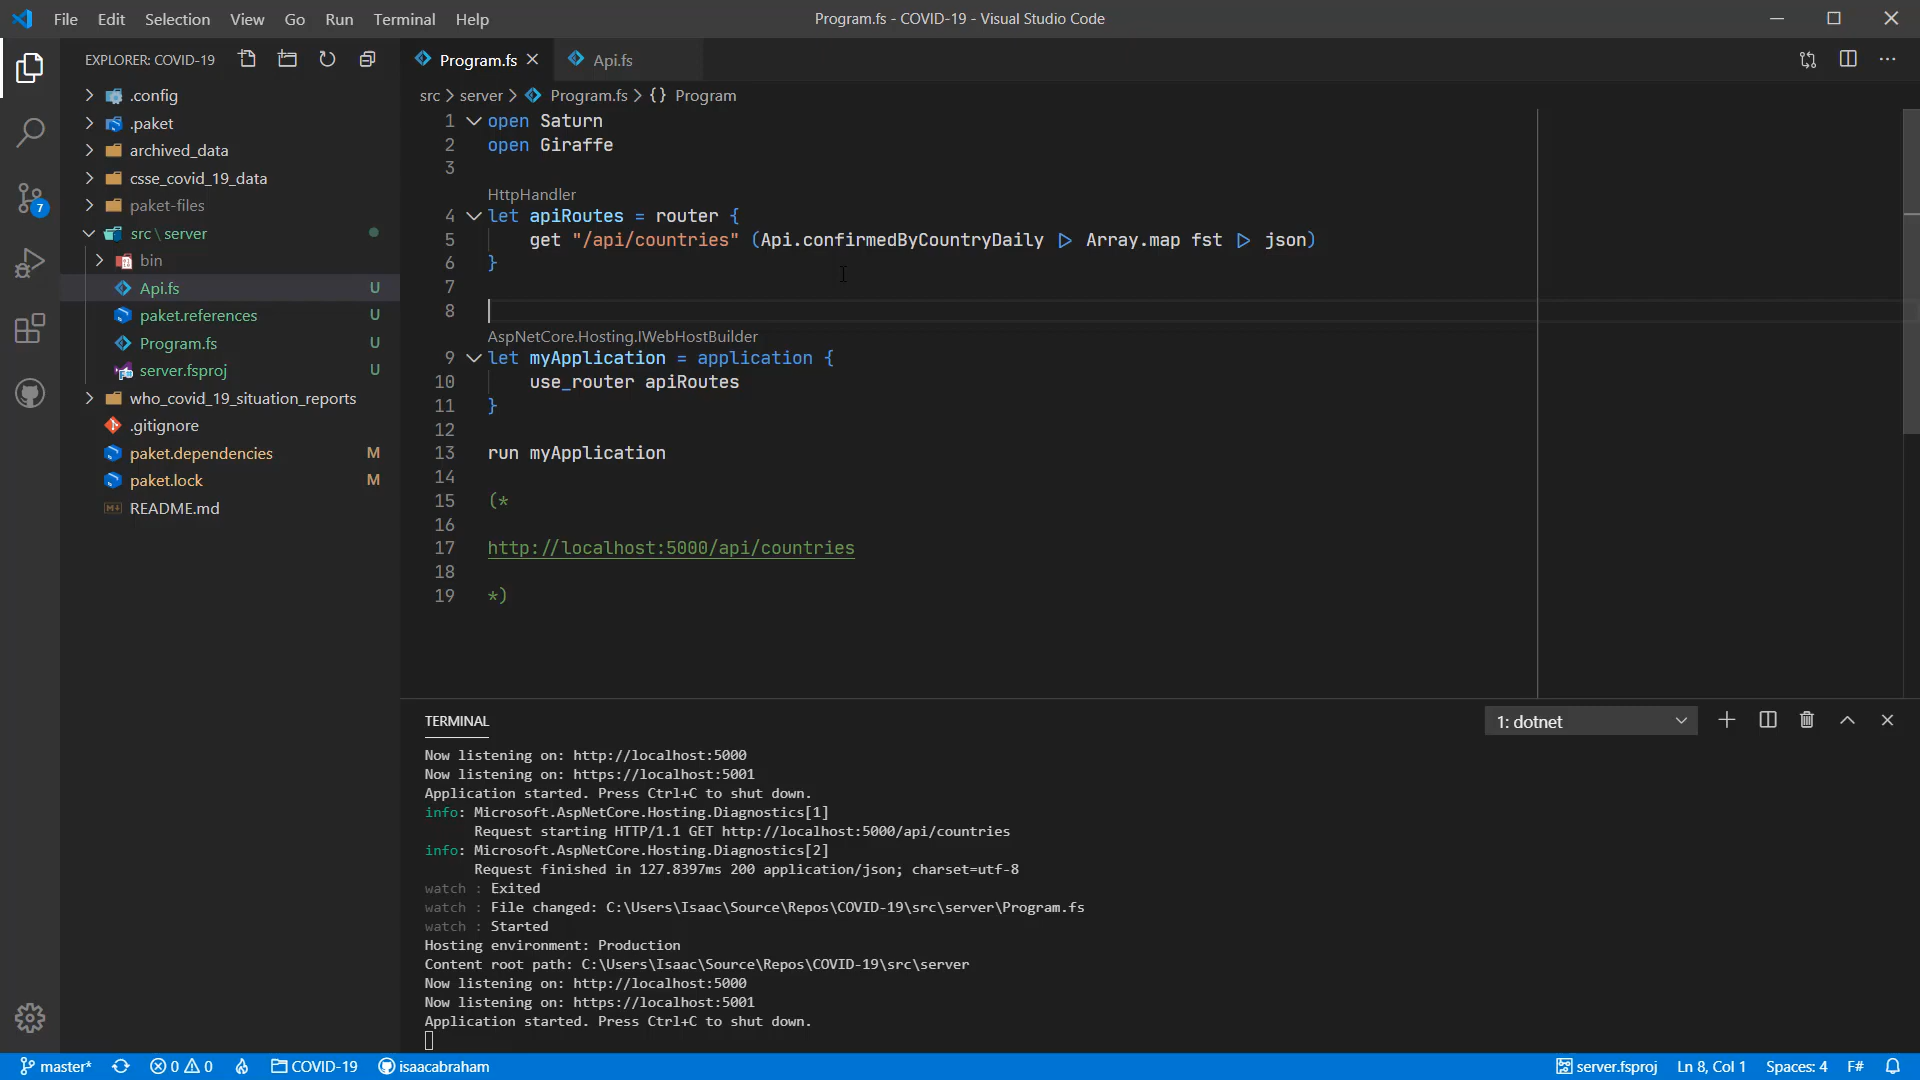 File Edit Selection View Go Run Terminal Help
Program.fs - COVID-19 - Visual Studio Code
EXPLORER: COVID-19
.config
.paket
archived_data
csse_covid_19_data
paket-files
src \ server
bin
Api.fs U
paket.references U
Program.fs U
server.fsproj U
who_covid_19_situation_reports
.gitignore
paket.dependencies M
paket.lock M
README.md
7
Program.fs
Api.fs
src > server > Program.fs > {} Program
1 open Saturn
2 open Giraffe
3
HttpHandler
4 let apiRoutes = router {
5 get "/api/countries" (Api.confirmedByCountryDaily ▷ Array.map fst ▷ json)
6 }
7
8
AspNetCore.Hosting.IWebHostBuilder
9 let myApplication = application {
10 use_router apiRoutes
11 }
12
13 run myApplication
14
15 (*
16
17 http://localhost:5000/api/countries
18
19 *)
TERMINAL
1: dotnet
Now listening on: http://localhost:5000
Now listening on: https://localhost:5001
Application started. Press Ctrl+C to shut down.
info: Microsoft.AspNetCore.Hosting.Diagnostics[1]
Request starting HTTP/1.1 GET http://localhost:5000/api/countries
info: Microsoft.AspNetCore.Hosting.Diagnostics[2]
Request finished in 127.8397ms 200 application/json; charset=utf-8
watch : Exited
watch : File changed: C:\Users\Isaac\Source\Repos\COVID-19\src\server\Program.fs
watch : Started
Hosting environment: Production
Content root path: C:\Users\Isaac\Source\Repos\COVID-19\src\server
Now listening on: http://localhost:5000
Now listening on: https://localhost:5001
Application started. Press Ctrl+C to shut down.
master* 0 0 COVID-19 isaacabraham
server.fsproj Ln 8, Col 1 Spaces: 4 F#